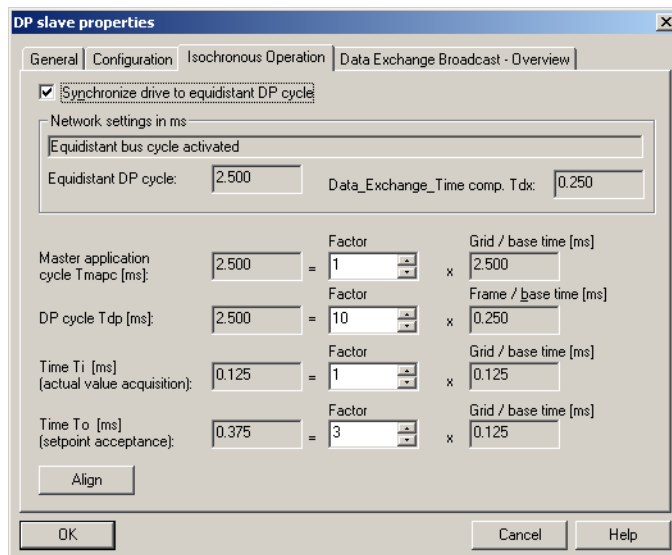 DP slave properties
General Configuration Isochronous Operation Data Exchange Broadcast - Overview
Synchronize drive to equidistant DP cycle
Network settings in ms
Equidistant bus cycle activated
Equidistant DP cycle: 2.500 Data_Exchange_Time comp. Tdx: 0.250
Factor Grid / base time [ms]
Master application
cycle Tmapc [ms]: 2.500 = 1 x 2.500
Factor Frame / base time [ms]
DP cycle Tdp [ms]: 2.500 = 10 x 0.250
Factor Grid / base time [ms]
Time Ti [ms]
(actual value acquisition): 0.125 = 1 x 0.125
Factor Grid / base time [ms]
Time To [ms]
(setpoint acceptance): 0.375 = 3 x 0.125
Align
OK Cancel Help